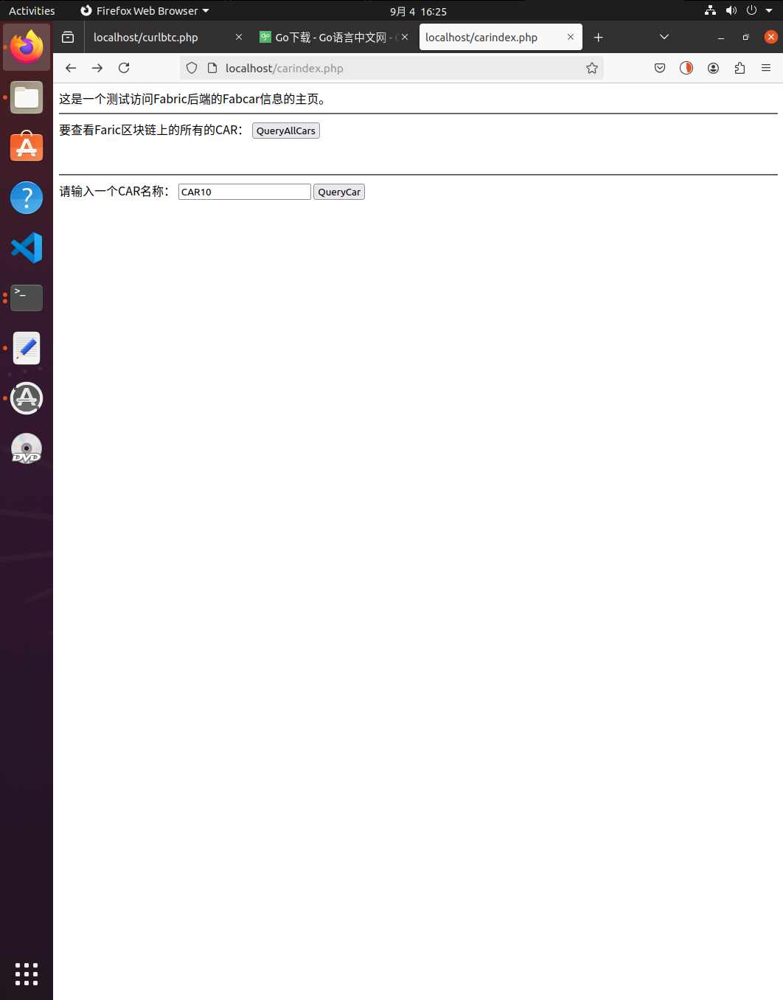 Activities
Firefox Web Browser
9月 4 16:25
localhost/curlbtc.php
Go下载 - Go语言中文网 -
localhost/carindex.php
localhost/carindex.php
这是一个测试访问Fabric后端的Fabcar信息的主页。
要查看Faric区块链上的所有的CAR： QueryAllCars
请输入一个CAR名称： CAR10 QueryCar
>_
DVD